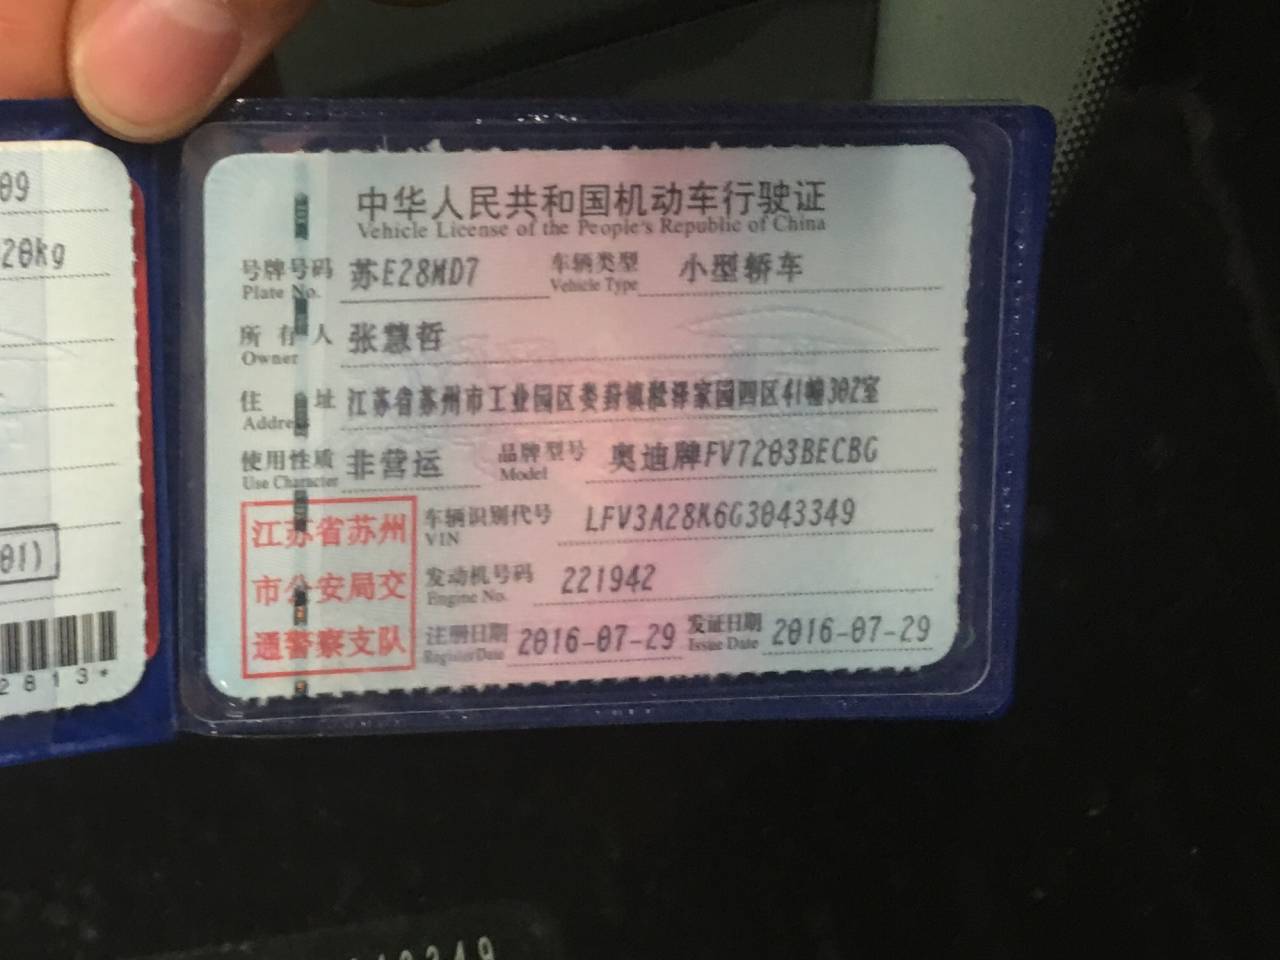 09
20kg
01)
2813*
中华人民共和国机动车行驶证
Vehicle License of the People's Republic of China
号牌号码 苏E28MD7 车辆类型 小型轿车
Plate No. Vehicle Type
所有人 张慧哲
Owner
住址 江苏省苏州市工业园区娄葑镇淞泽家园四区41幢302室
Address
使用性质 非营运 品牌型号 奥迪牌FV7203BECBG
Use Character Model
江苏省苏州
市公安局交
通警察支队
车辆识别代号 LFV3A28K6G3043349
VIN
发动机号码 221942
Engine No.
注册日期 2016-07-29 发证日期 2016-07-29
Register Date Issue Date